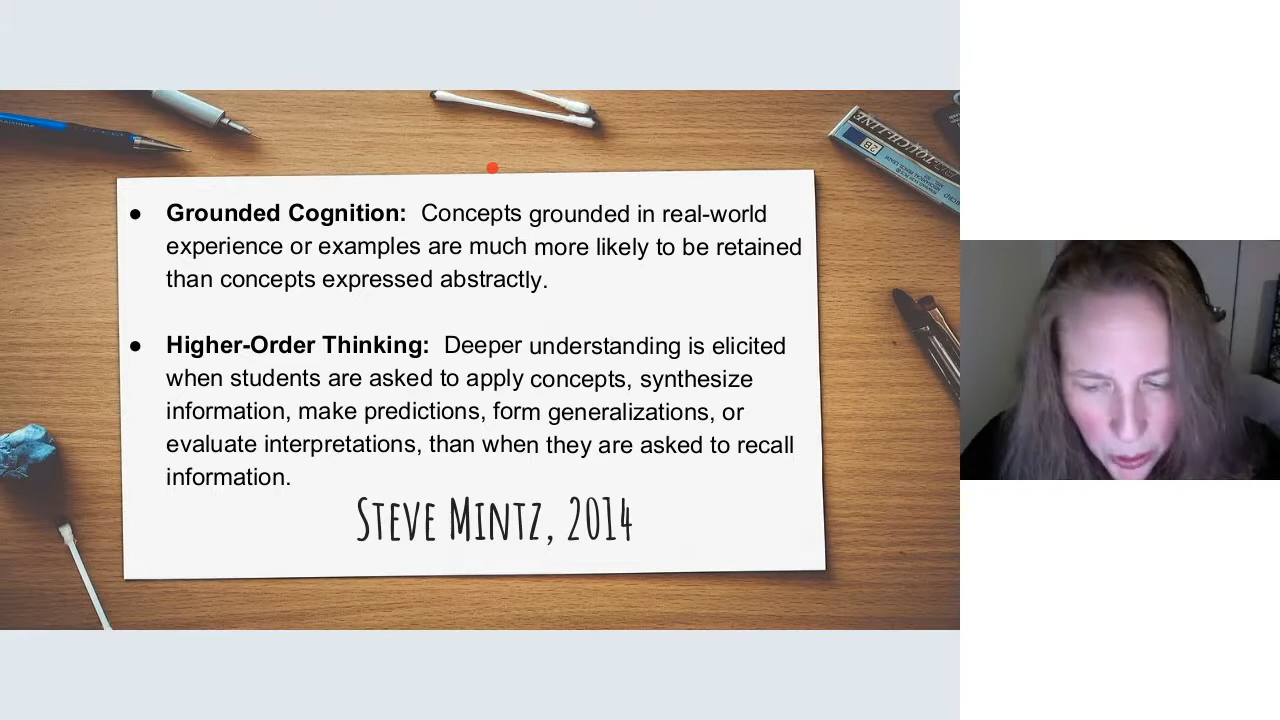 ● Grounded Cognition: Concepts grounded in real-world
experience or examples are much more likely to be retained
than concepts expressed abstractly.
● Higher-Order Thinking: Deeper understanding is elicited
when students are asked to apply concepts, synthesize
information, make predictions, form generalizations, or
evaluate interpretations, than when they are asked to recall
information.
STEVE MINTZ, 2014
2B